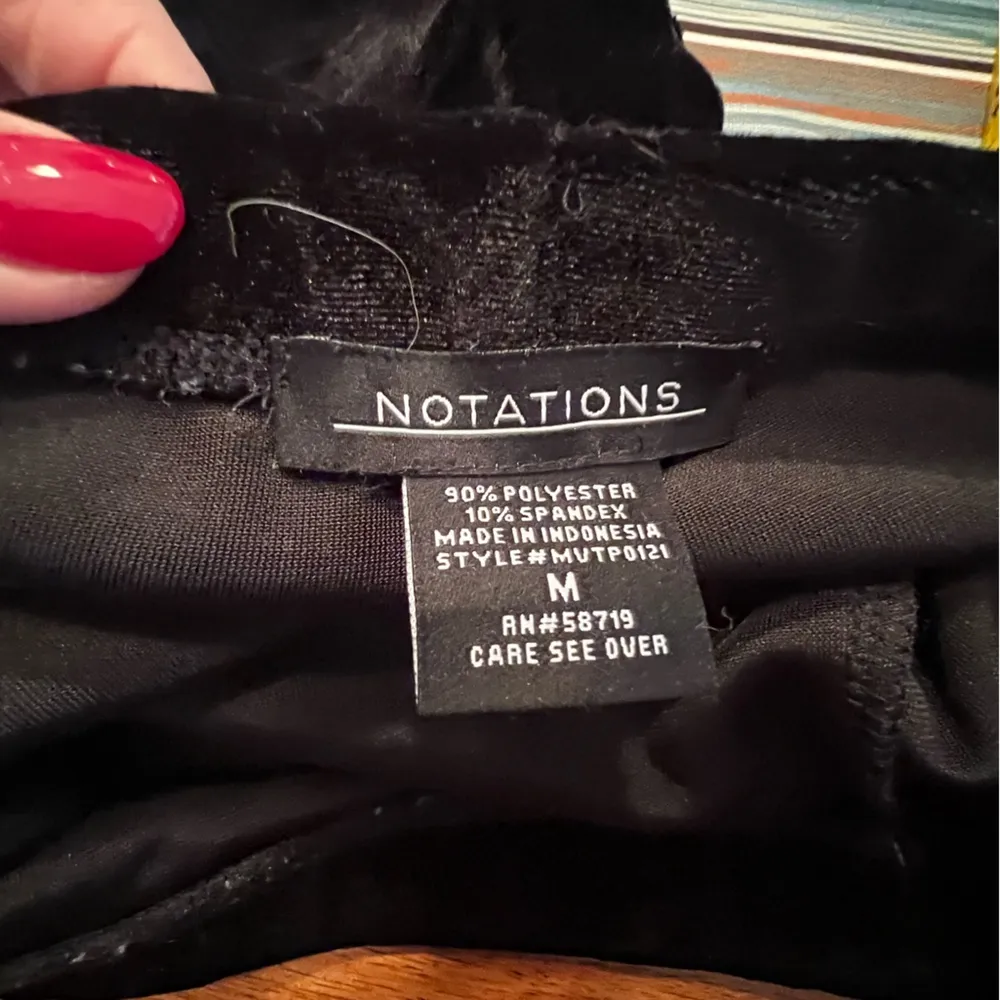 NOTATIONS
90% POLYESTER
10% SPANDEX
MADE IN INDONESIA
STYLE#MVTP0121
M
RN#58719
CARE SEE OVER